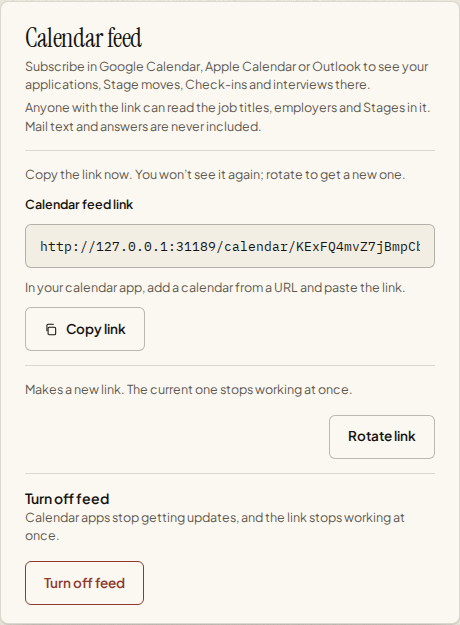 Calendar feed
Subscribe in Google Calendar, Apple Calendar or Outlook to see your
applications, Stage moves, Check-ins and interviews there.
Anyone with the link can read the job titles, employers and Stages in it.
Mail text and answers are never included.
Copy the link now. You won't see it again; rotate to get a new one.
Calendar feed link
http://127.0.0.1:31189/calendar/KExFQ4mvZ7jBmpC
In your calendar app, add a calendar from a URL and paste the link.
Copy link
Makes a new link. The current one stops working at once.
Rotate link
Turn off feed
Calendar apps stop getting updates, and the link stops working at
once.
Turn off feed